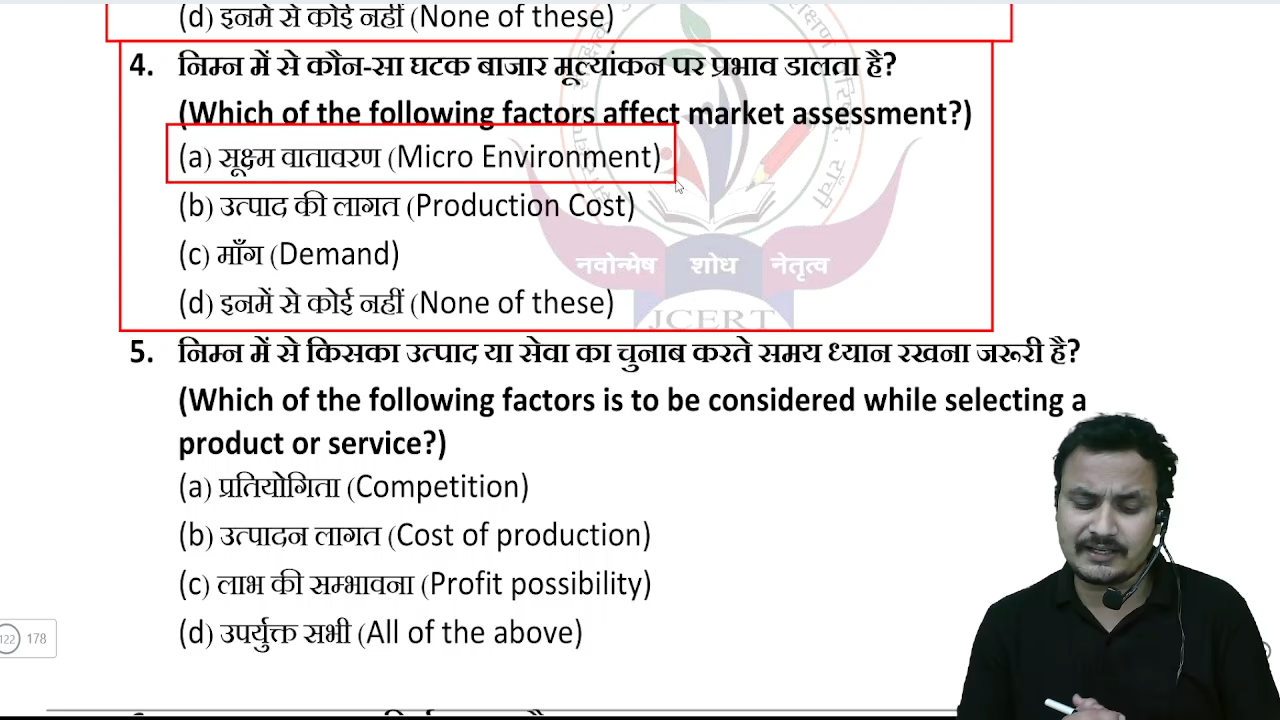 (d) इनमें से कोई नहीं (None of these)
4. निम्न में से कौन-सा घटक बाजार मूल्यांकन पर प्रभाव डालता है?
(Which of the following factors affect market assessment?)
(a) सूक्ष्म वातावरण (Micro Environment)
(b) उत्पाद की लागत (Production Cost)
(c) माँग (Demand)
नवोन्मेष शोध नेतृत्व
(d) इनमें से कोई नहीं (None of these)
JCERT
5. निम्न में से किसका उत्पाद या सेवा का चुनाब करते समय ध्यान रखना जरूरी है?
(Which of the following factors is to be considered while selecting a
product or service?)
(a) प्रतियोगिता (Competition)
(b) उत्पादन लागत (Cost of production)
(c) लाभ की सम्भावना (Profit possibility)
(d) उपर्युक्त सभी (All of the above)
122 178